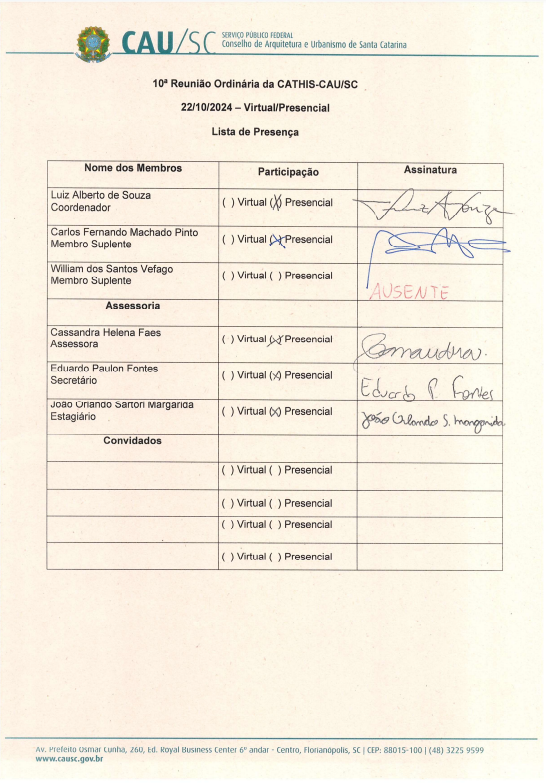 CAU/SC
SERVIÇO PÚBLICO FEDERAL
Conselho de Arquitetura e Urbanismo de Santa Catarina
10ª Reunião Ordinária da CATHIS-CAU/SC
22/10/2024 – Virtual/Presencial
Lista de Presença
Nome dos Membros Participação Assinatura
Luiz Alberto de Souza
Coordenador
( ) Virtual (X) Presencial
Luiz A Souza
Carlos Fernando Machado Pinto
Membro Suplente
( ) Virtual (X) Presencial
William dos Santos Vefago
Membro Suplente
( ) Virtual ( ) Presencial
AUSENTE
Assessoria
Cassandra Helena Faes
Assessora
( ) Virtual (X) Presencial
Eduardo Paulon Fontes
Secretário
( ) Virtual (X) Presencial
Eduardo P. Fontes
João Orlando Sartori Margarida
Estagiário
( ) Virtual (X) Presencial
João Orlando S. Margarida
Convidados
( ) Virtual ( ) Presencial
( ) Virtual ( ) Presencial
( ) Virtual ( ) Presencial
( ) Virtual ( ) Presencial
Av. Prefeito Osmar Cunha, 260, Ed. Royal Business Center 6º andar - Centro, Florianópolis, SC | CEP: 88015-100 | (48) 3225 9599
www.causc.gov.br